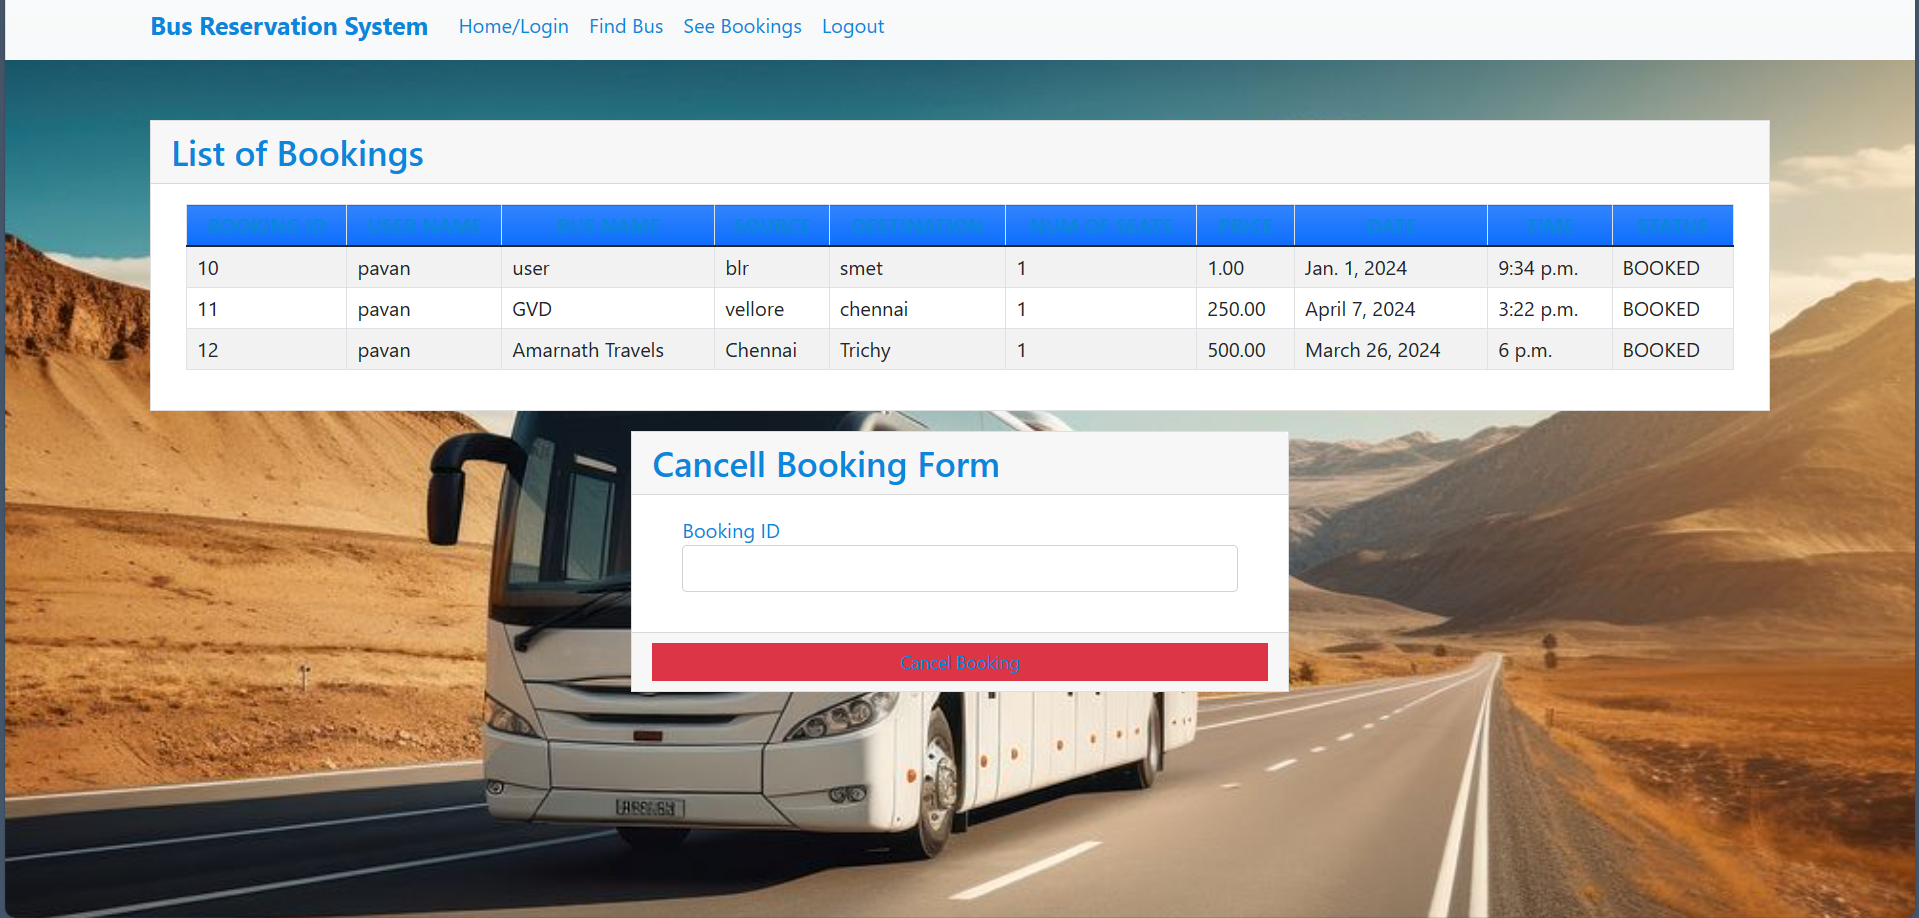 Bus Reservation System Home/Login Find Bus See Bookings Logout
List of Bookings
BOOKING ID USER NAME BUS NAME SOURCE DESTINATION NUM OF SEATS PRICE DATE TIME STATUS
10 pavan user blr smet 1 1.00 Jan. 1, 2024 9:34 p.m. BOOKED
11 pavan GVD vellore chennai 1 250.00 April 7, 2024 3:22 p.m. BOOKED
12 pavan Amarnath Travels Chennai Trichy 1 500.00 March 26, 2024 6 p.m. BOOKED
Cancell Booking Form
Booking ID
Cancel Booking